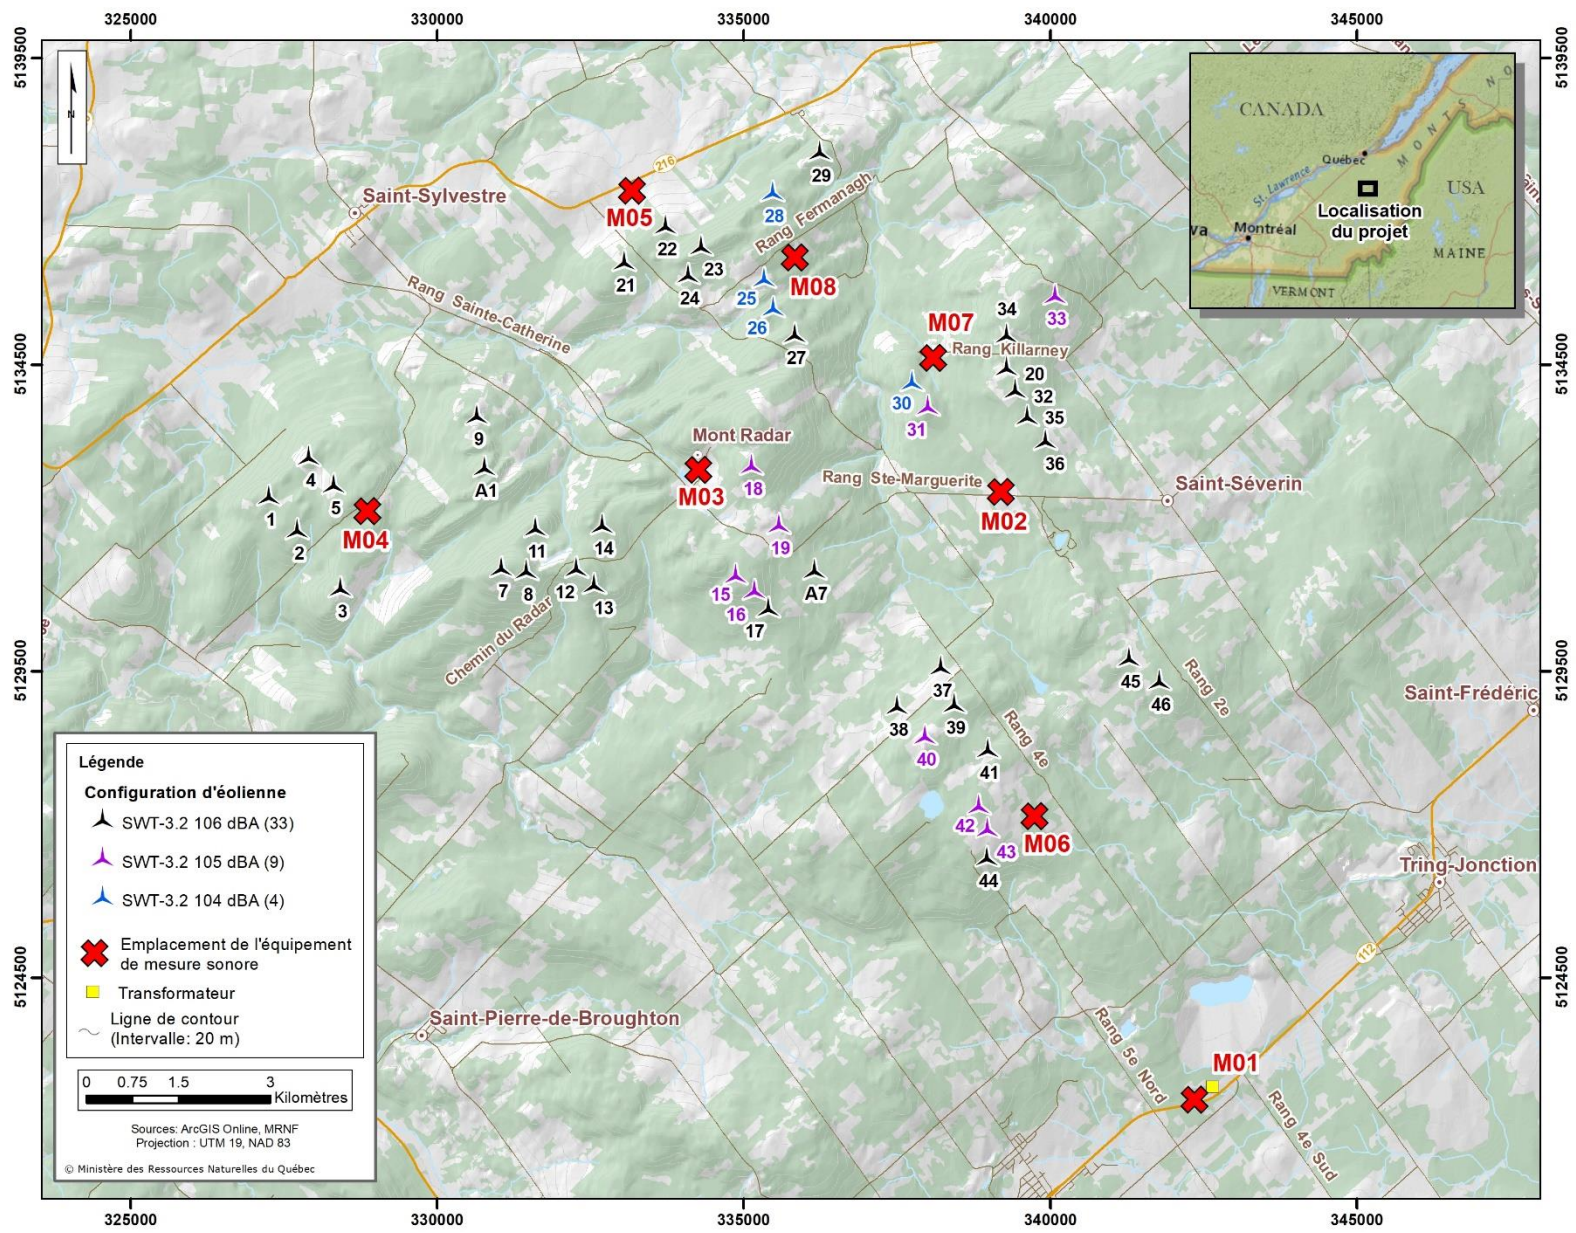 325000
330000
335000
340000
345000
5139500
5134500
5129500
5124500
5139500
5134500
5129500
5124500
N
CANADA
MONTS
NO
Québec
St. Lawrence
USA
Localisation
du projet
Montréal
MAINE
VERMONT
216
29
Saint-Sylvestre
M05
28
Rang Fermanagh
22
23
21
24
M08
25
26
27
Rang Sainte-Catherine
33
34
M07
Rang Killarney
20
30
32
31
35
36
9
Mont Radar
4
A1
M03
18
Rang Ste-Marguerite
Saint-Séverin
5
1
M04
M02
2
11
14
19
7
8
12
13
15
16
A7
3
17
Chemin du Radar
37
45
46
Rang 2e
Saint-Frédéric
38
39
Rang 4e
40
41
42
43
M06
44
Tring-Jonction
112
Saint-Pierre-de-Broughton
Rang 5e Nord
M01
Rang 4e Sud
Légende
Configuration d'éolienne
SWT-3.2 106 dBA (33)
SWT-3.2 105 dBA (9)
SWT-3.2 104 dBA (4)
Emplacement de l'équipement
de mesure sonore
Transformateur
Ligne de contour
(Intervalle: 20 m)
0 0.75 1.5 3
Kilomètres
Sources: ArcGIS Online, MRNF
Projection : UTM 19, NAD 83
© Ministère des Ressources Naturelles du Québec
325000
330000
335000
340000
345000